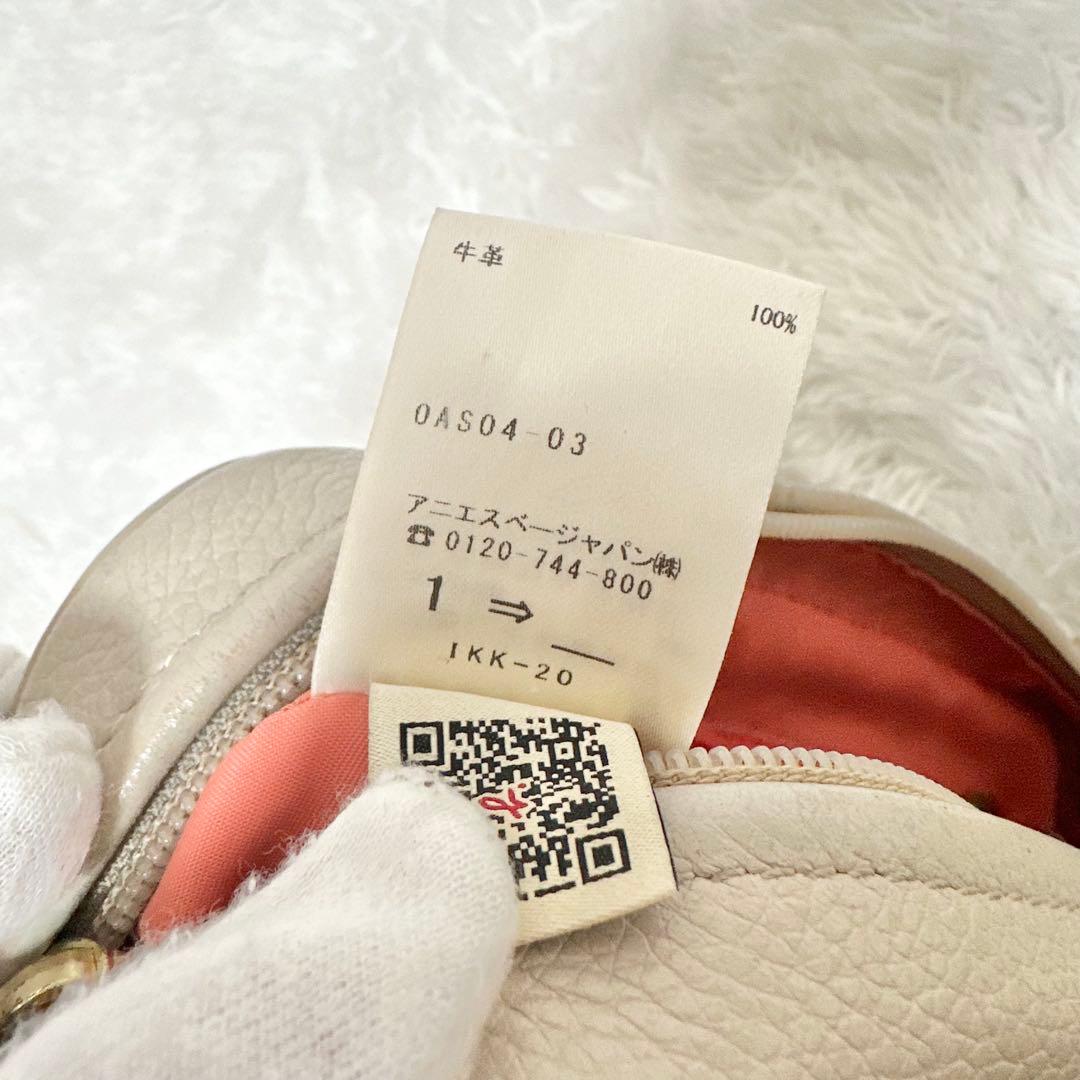 牛革
100%
0AS04-03
アニエスベージャパン㈱
☎ 0120-744-800
1 ⇒ __
IKK-20